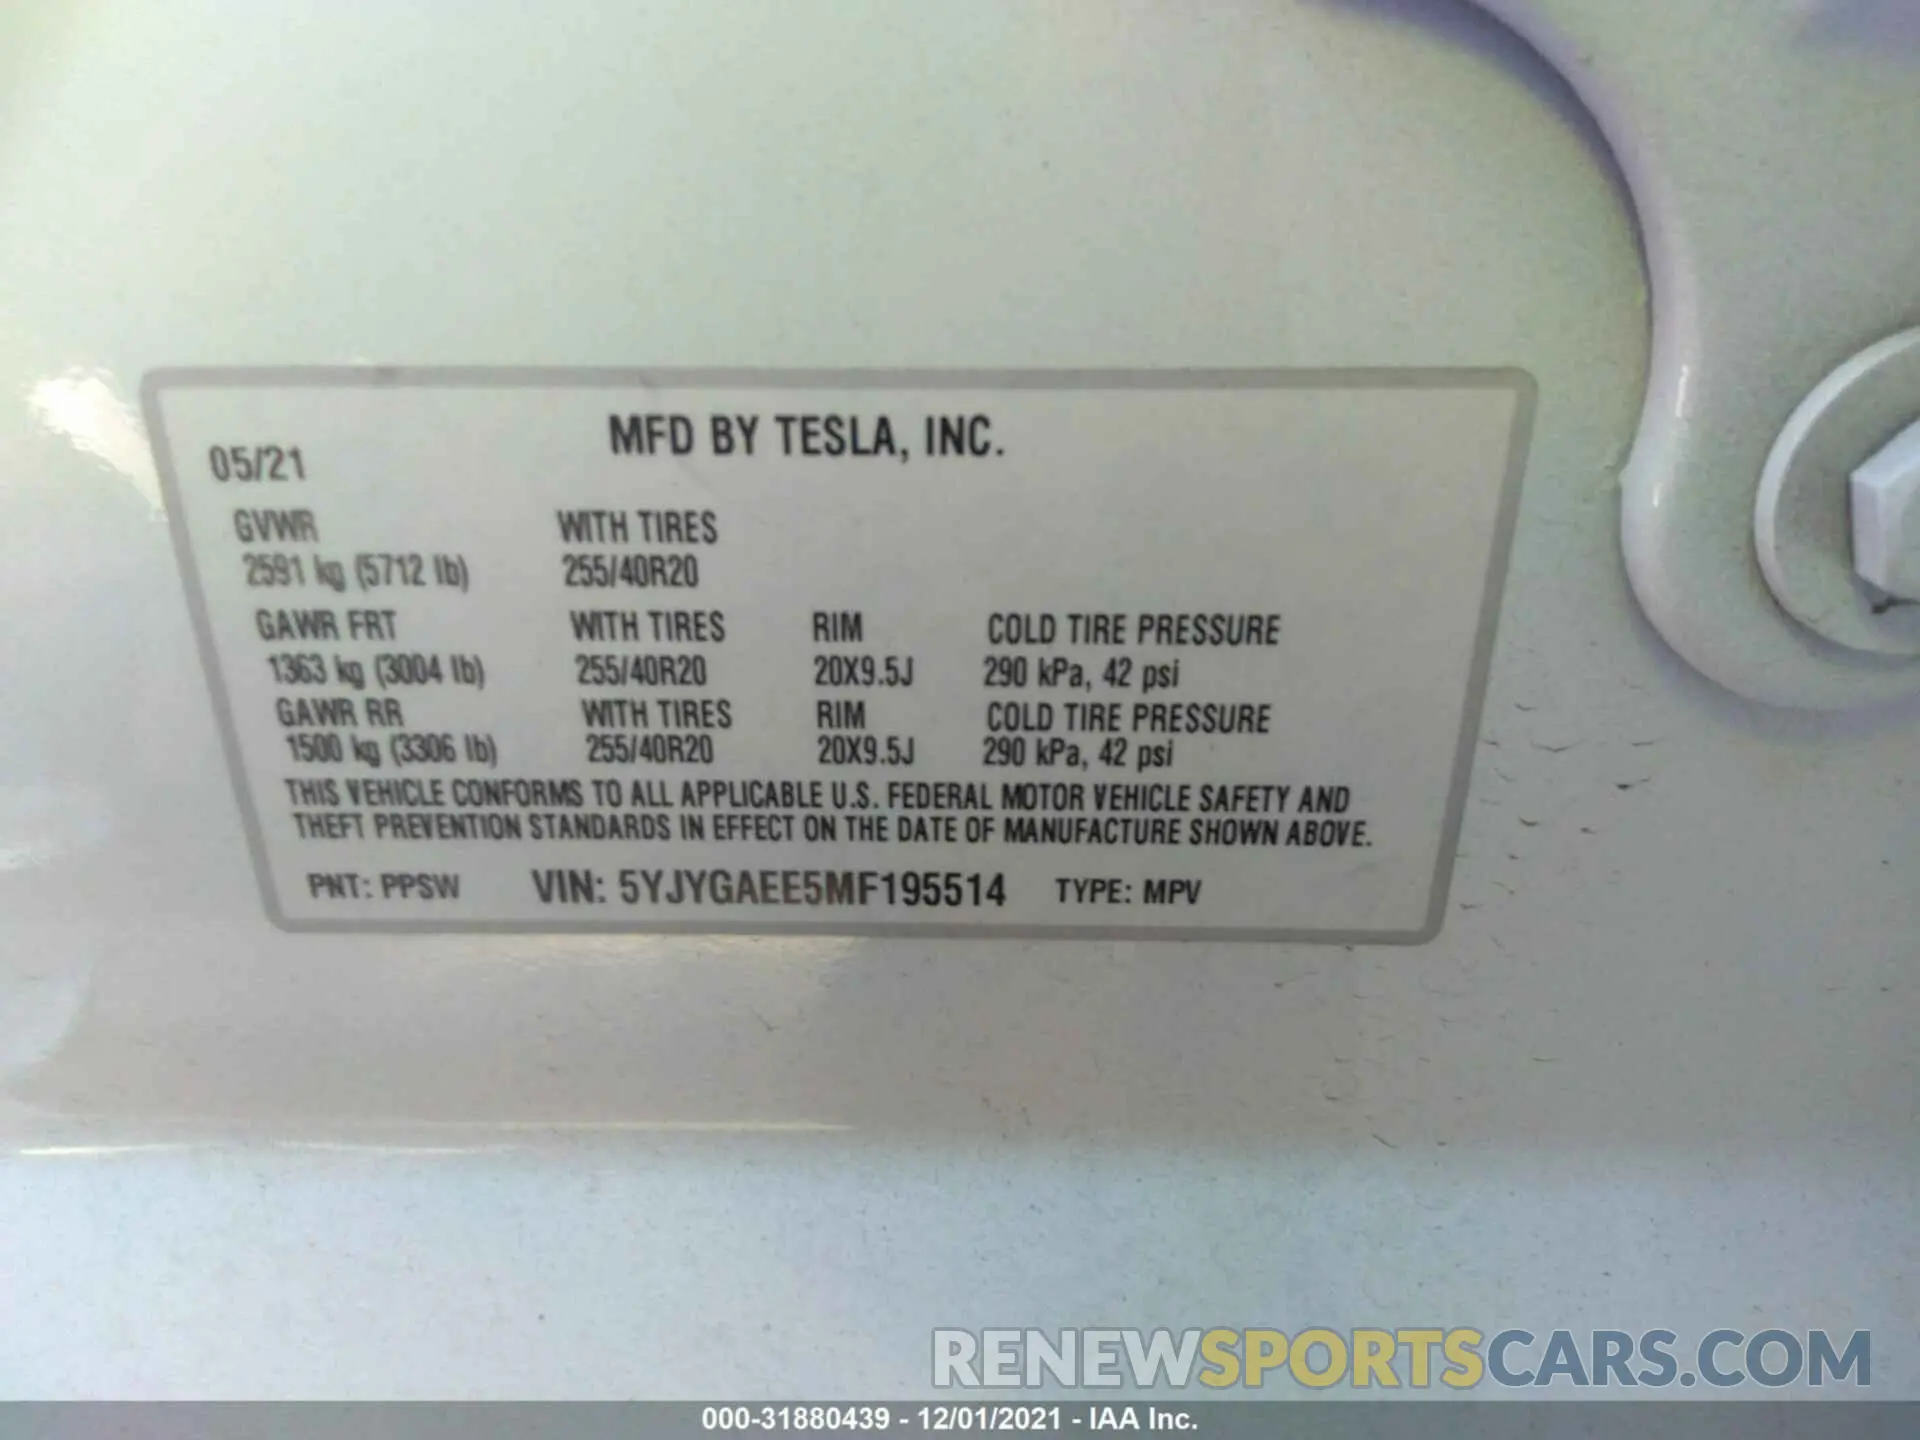 MFD BY TESLA, INC.
05/21
GVWR WITH TIRES
2591 kg (5712 lb) 255/40R20
GAWR FRT WITH TIRES RIM COLD TIRE PRESSURE
1363 kg (3004 lb) 255/40R20 20X9.5J 290 kPa, 42 psi
GAWR RR WITH TIRES RIM COLD TIRE PRESSURE
1500 kg (3306 lb) 255/40R20 20X9.5J 290 kPa, 42 psi
THIS VEHICLE CONFORMS TO ALL APPLICABLE U.S. FEDERAL MOTOR VEHICLE SAFETY AND
THEFT PREVENTION STANDARDS IN EFFECT ON THE DATE OF MANUFACTURE SHOWN ABOVE.
PNT: PPSW VIN: 5YJYGAEE5MF195514 TYPE: MPV
RENEWSPORTSCARS.COM
000-31880439 - 12/01/2021 - IAA Inc.